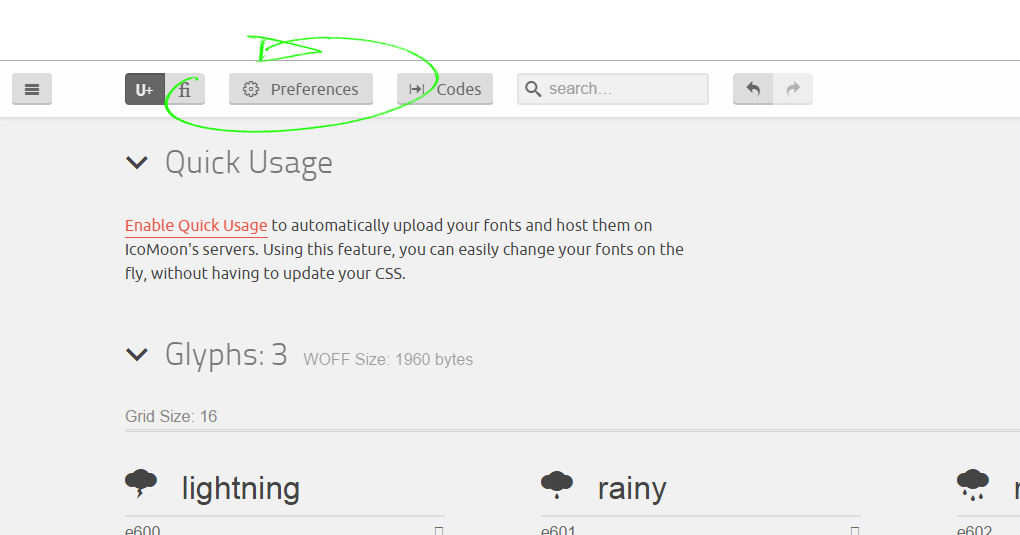 U+ fi Preferences Codes search...
Quick Usage
Enable Quick Usage to automatically upload your fonts and host them on
IcoMoon's servers. Using this feature, you can easily change your fonts on the
fly, without having to update your CSS.
Glyphs: 3 WOFF Size: 1960 bytes
Grid Size: 16
lightning rainy
e600 e601 e602